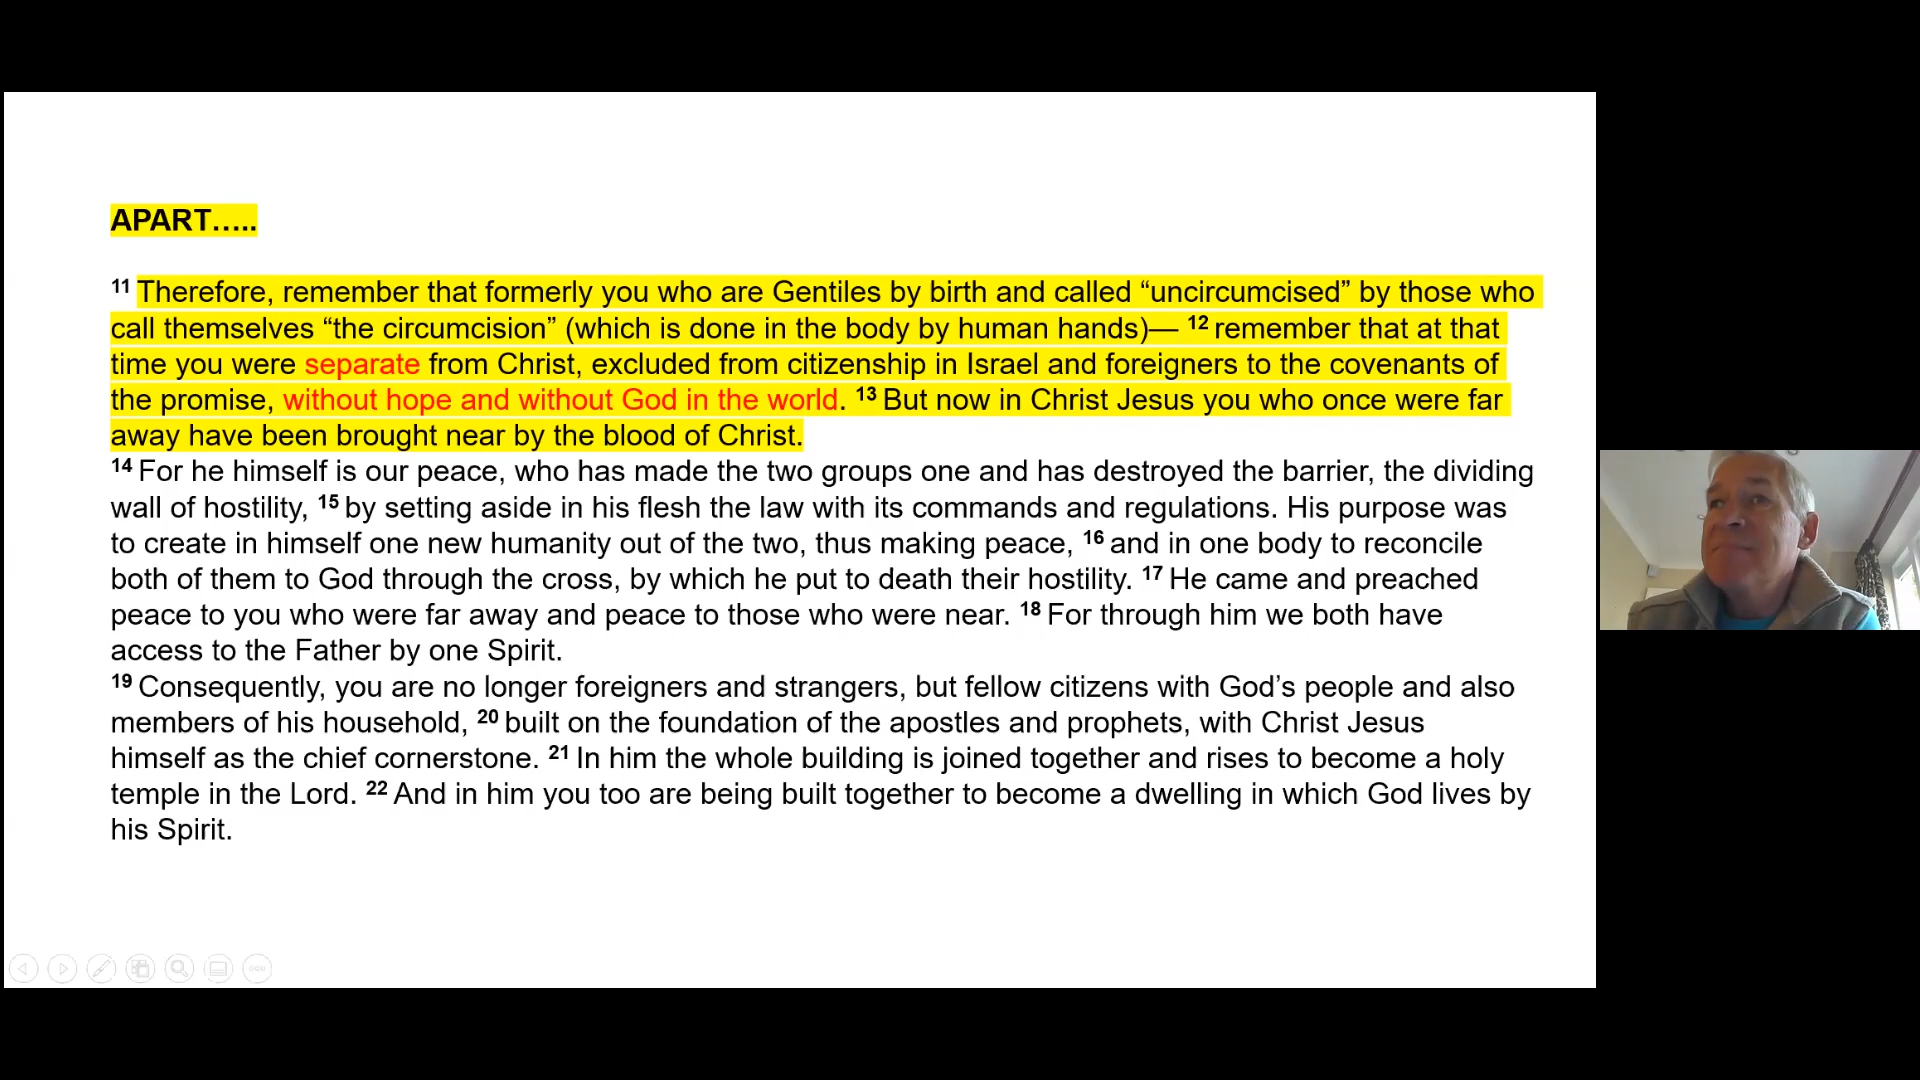 APART…..
11 Therefore, remember that formerly you who are Gentiles by birth and called “uncircumcised” by those who
call themselves “the circumcision” (which is done in the body by human hands)— 12 remember that at that
time you were separate from Christ, excluded from citizenship in Israel and foreigners to the covenants of
the promise, without hope and without God in the world. 13 But now in Christ Jesus you who once were far
away have been brought near by the blood of Christ.
14 For he himself is our peace, who has made the two groups one and has destroyed the barrier, the dividing
wall of hostility, 15 by setting aside in his flesh the law with its commands and regulations. His purpose was
to create in himself one new humanity out of the two, thus making peace, 16 and in one body to reconcile
both of them to God through the cross, by which he put to death their hostility. 17 He came and preached
peace to you who were far away and peace to those who were near. 18 For through him we both have
access to the Father by one Spirit.
19 Consequently, you are no longer foreigners and strangers, but fellow citizens with God’s people and also
members of his household, 20 built on the foundation of the apostles and prophets, with Christ Jesus
himself as the chief cornerstone. 21 In him the whole building is joined together and rises to become a holy
temple in the Lord. 22 And in him you too are being built together to become a dwelling in which God lives by
his Spirit.